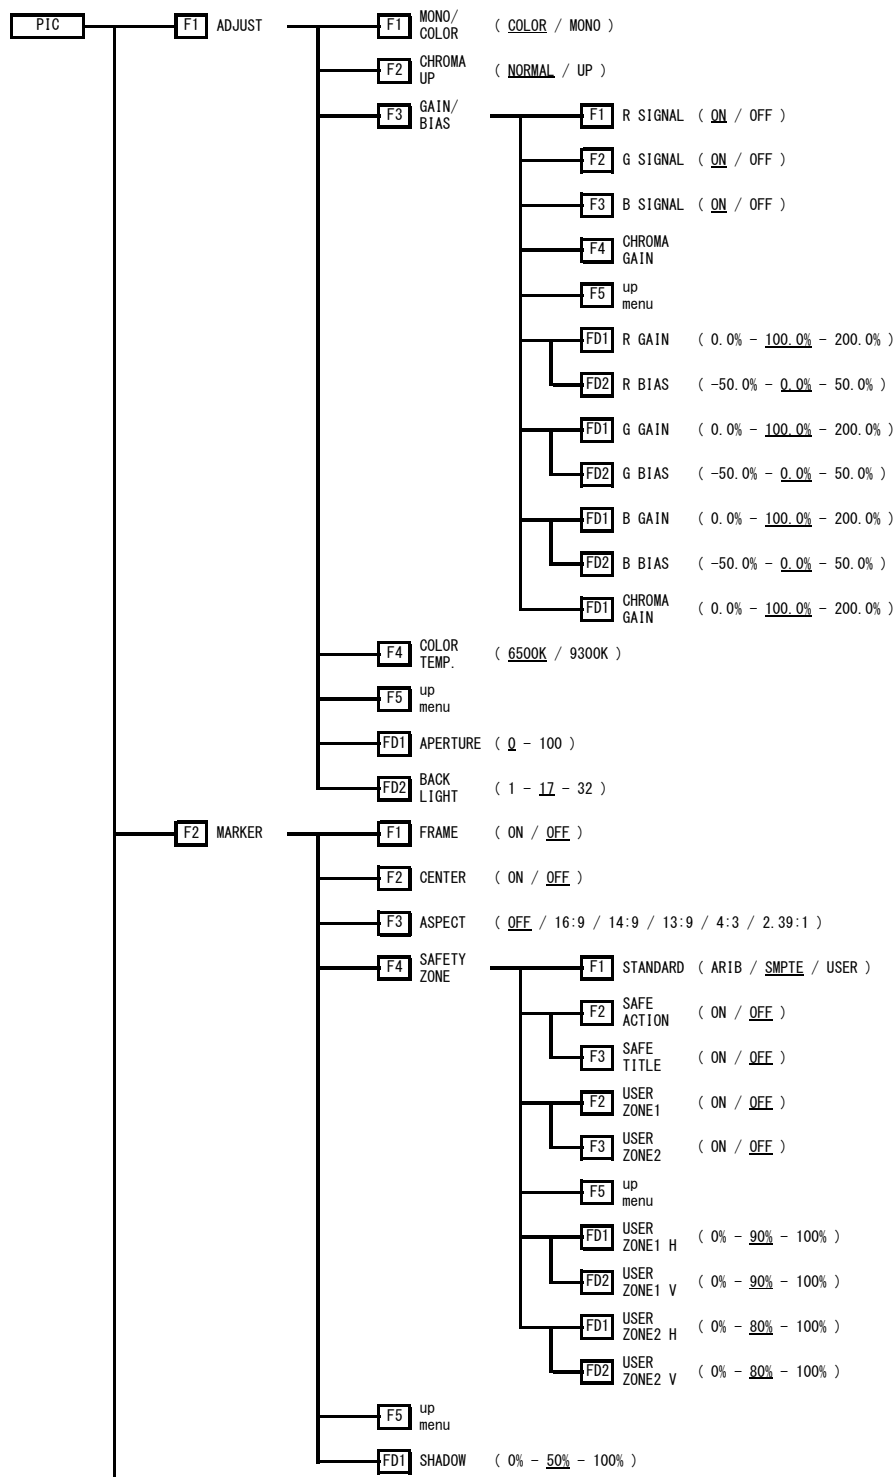 PIC F1 ADJUST F1 MONO/
COLOR ( COLOR / MONO )
F2 CHROMA
UP ( NORMAL / UP )
F3 GAIN/
BIAS F1 R SIGNAL ( ON / OFF )
F2 G SIGNAL ( ON / OFF )
F3 B SIGNAL ( ON / OFF )
F4 CHROMA
GAIN
F5 up
menu
FD1 R GAIN ( 0.0% - 100.0% - 200.0% )
FD2 R BIAS ( -50.0% - 0.0% - 50.0% )
FD1 G GAIN ( 0.0% - 100.0% - 200.0% )
FD2 G BIAS ( -50.0% - 0.0% - 50.0% )
FD1 B GAIN ( 0.0% - 100.0% - 200.0% )
FD2 B BIAS ( -50.0% - 0.0% - 50.0% )
FD1 CHROMA
GAIN ( 0.0% - 100.0% - 200.0% )
F4 COLOR
TEMP. ( 6500K / 9300K )
F5 up
menu
FD1 APERTURE ( 0 - 100 )
FD2 BACK
LIGHT ( 1 - 17 - 32 )
F2 MARKER F1 FRAME ( ON / OFF )
F2 CENTER ( ON / OFF )
F3 ASPECT ( OFF / 16:9 / 14:9 / 13:9 / 4:3 / 2.39:1 )
F4 SAFETY
ZONE F1 STANDARD ( ARIB / SMPTE / USER )
F2 SAFE
ACTION ( ON / OFF )
F3 SAFE
TITLE ( ON / OFF )
F2 USER
ZONE1 ( ON / OFF )
F3 USER
ZONE2 ( ON / OFF )
F5 up
menu
FD1 USER
ZONE1 H ( 0% - 90% - 100% )
FD2 USER
ZONE1 V ( 0% - 90% - 100% )
FD1 USER
ZONE2 H ( 0% - 80% - 100% )
FD2 USER
ZONE2 V ( 0% - 80% - 100% )
F5 up
menu
FD1 SHADOW ( 0% - 50% - 100% )